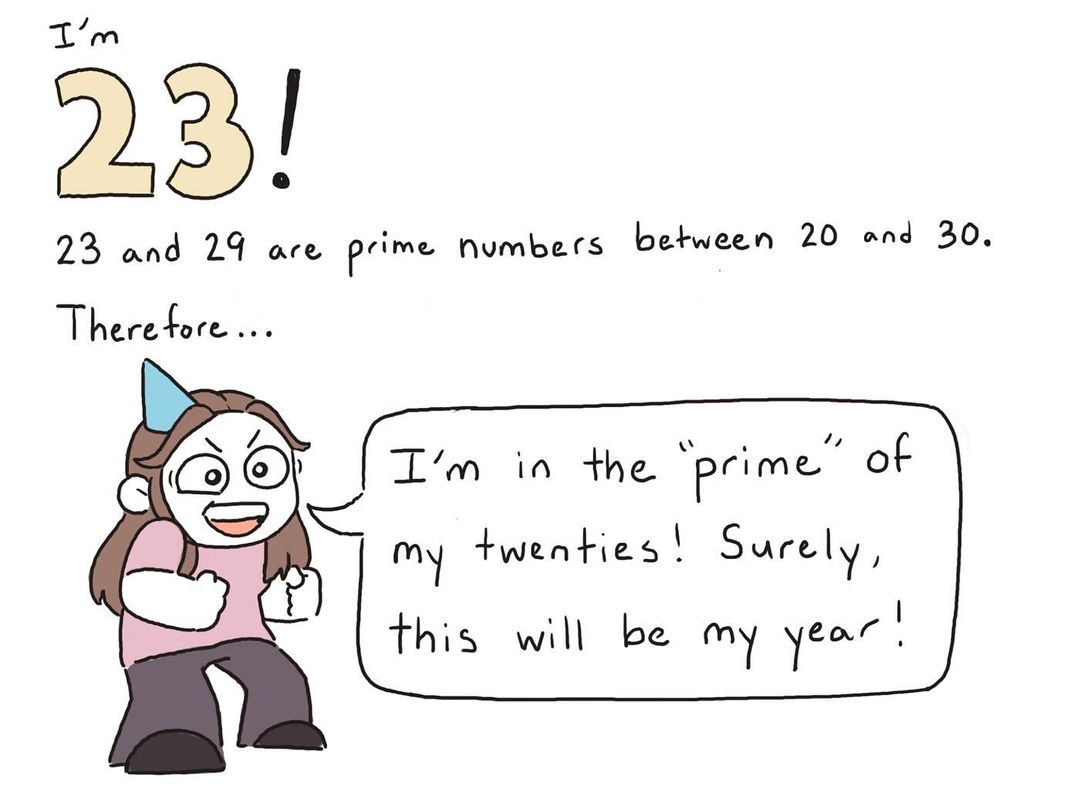 I'm
23!
23 and 29 are prime numbers between 20 and 30.
Therefore...
I'm in the "prime" of
my twenties! Surely,
this will be my year!